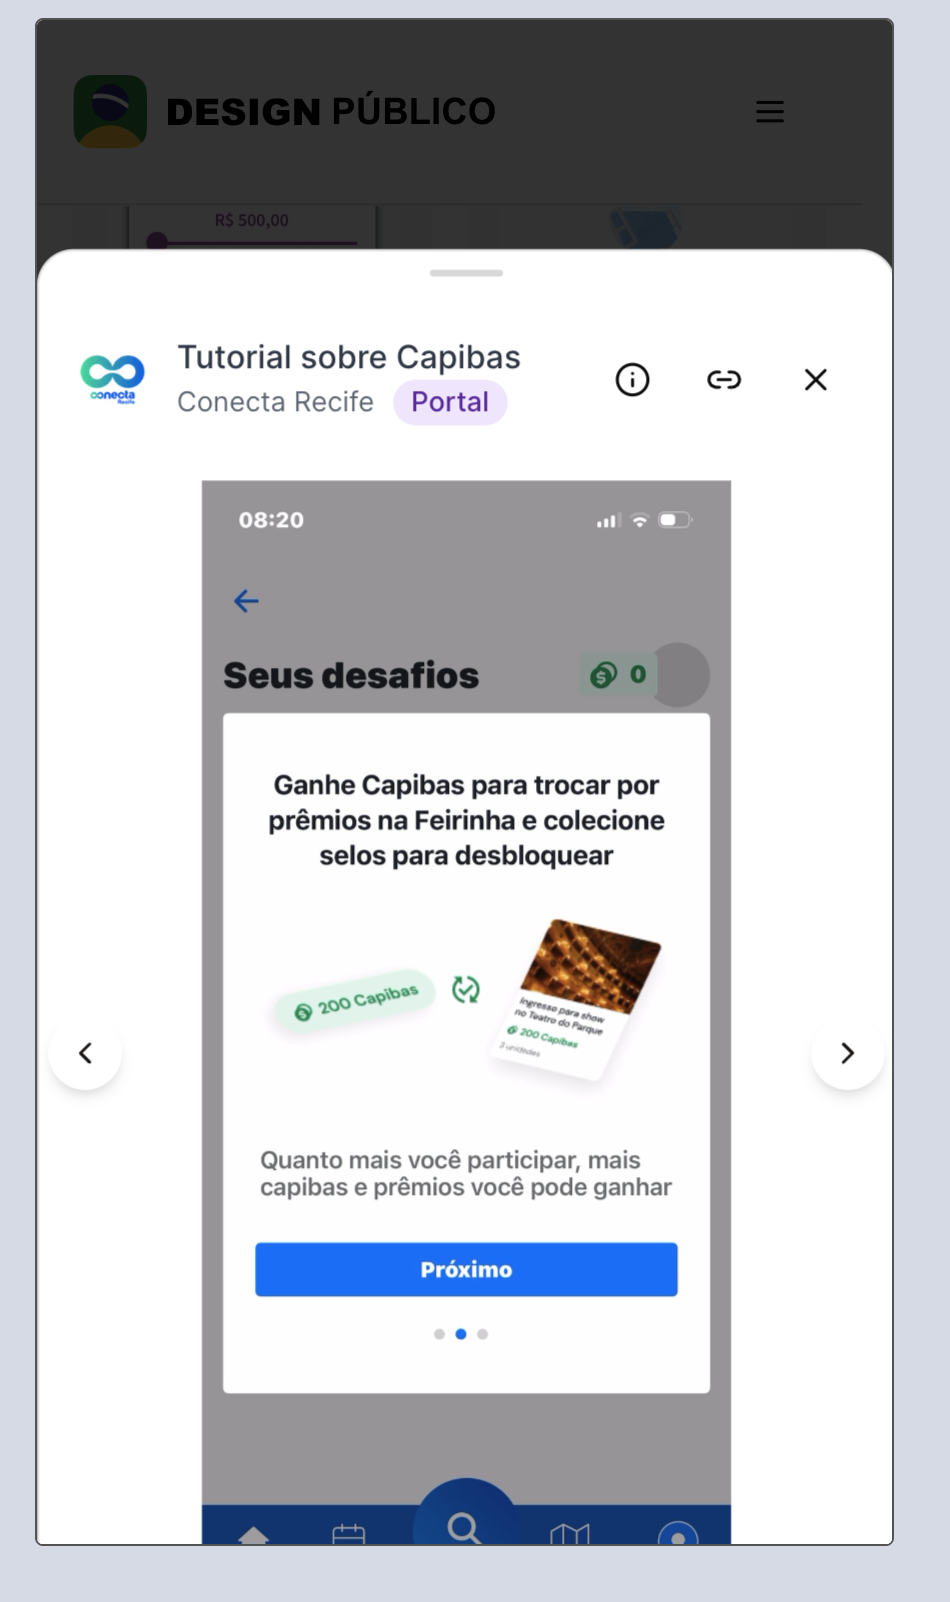 DESIGN PÚBLICO
R$ 500,00
conecta
Recife
Tutorial sobre Capibas
Conecta Recife
Portal
08:20
Seus desafios
0
Ganhe Capibas para trocar por
prêmios na Feirinha e colecione
selos para desbloquear
200 Capibas
Ingresso para show
no Teatro do Parque
200 Capibas
3 unidades
Quanto mais você participar, mais
capibas e prêmios você pode ganhar
Próximo